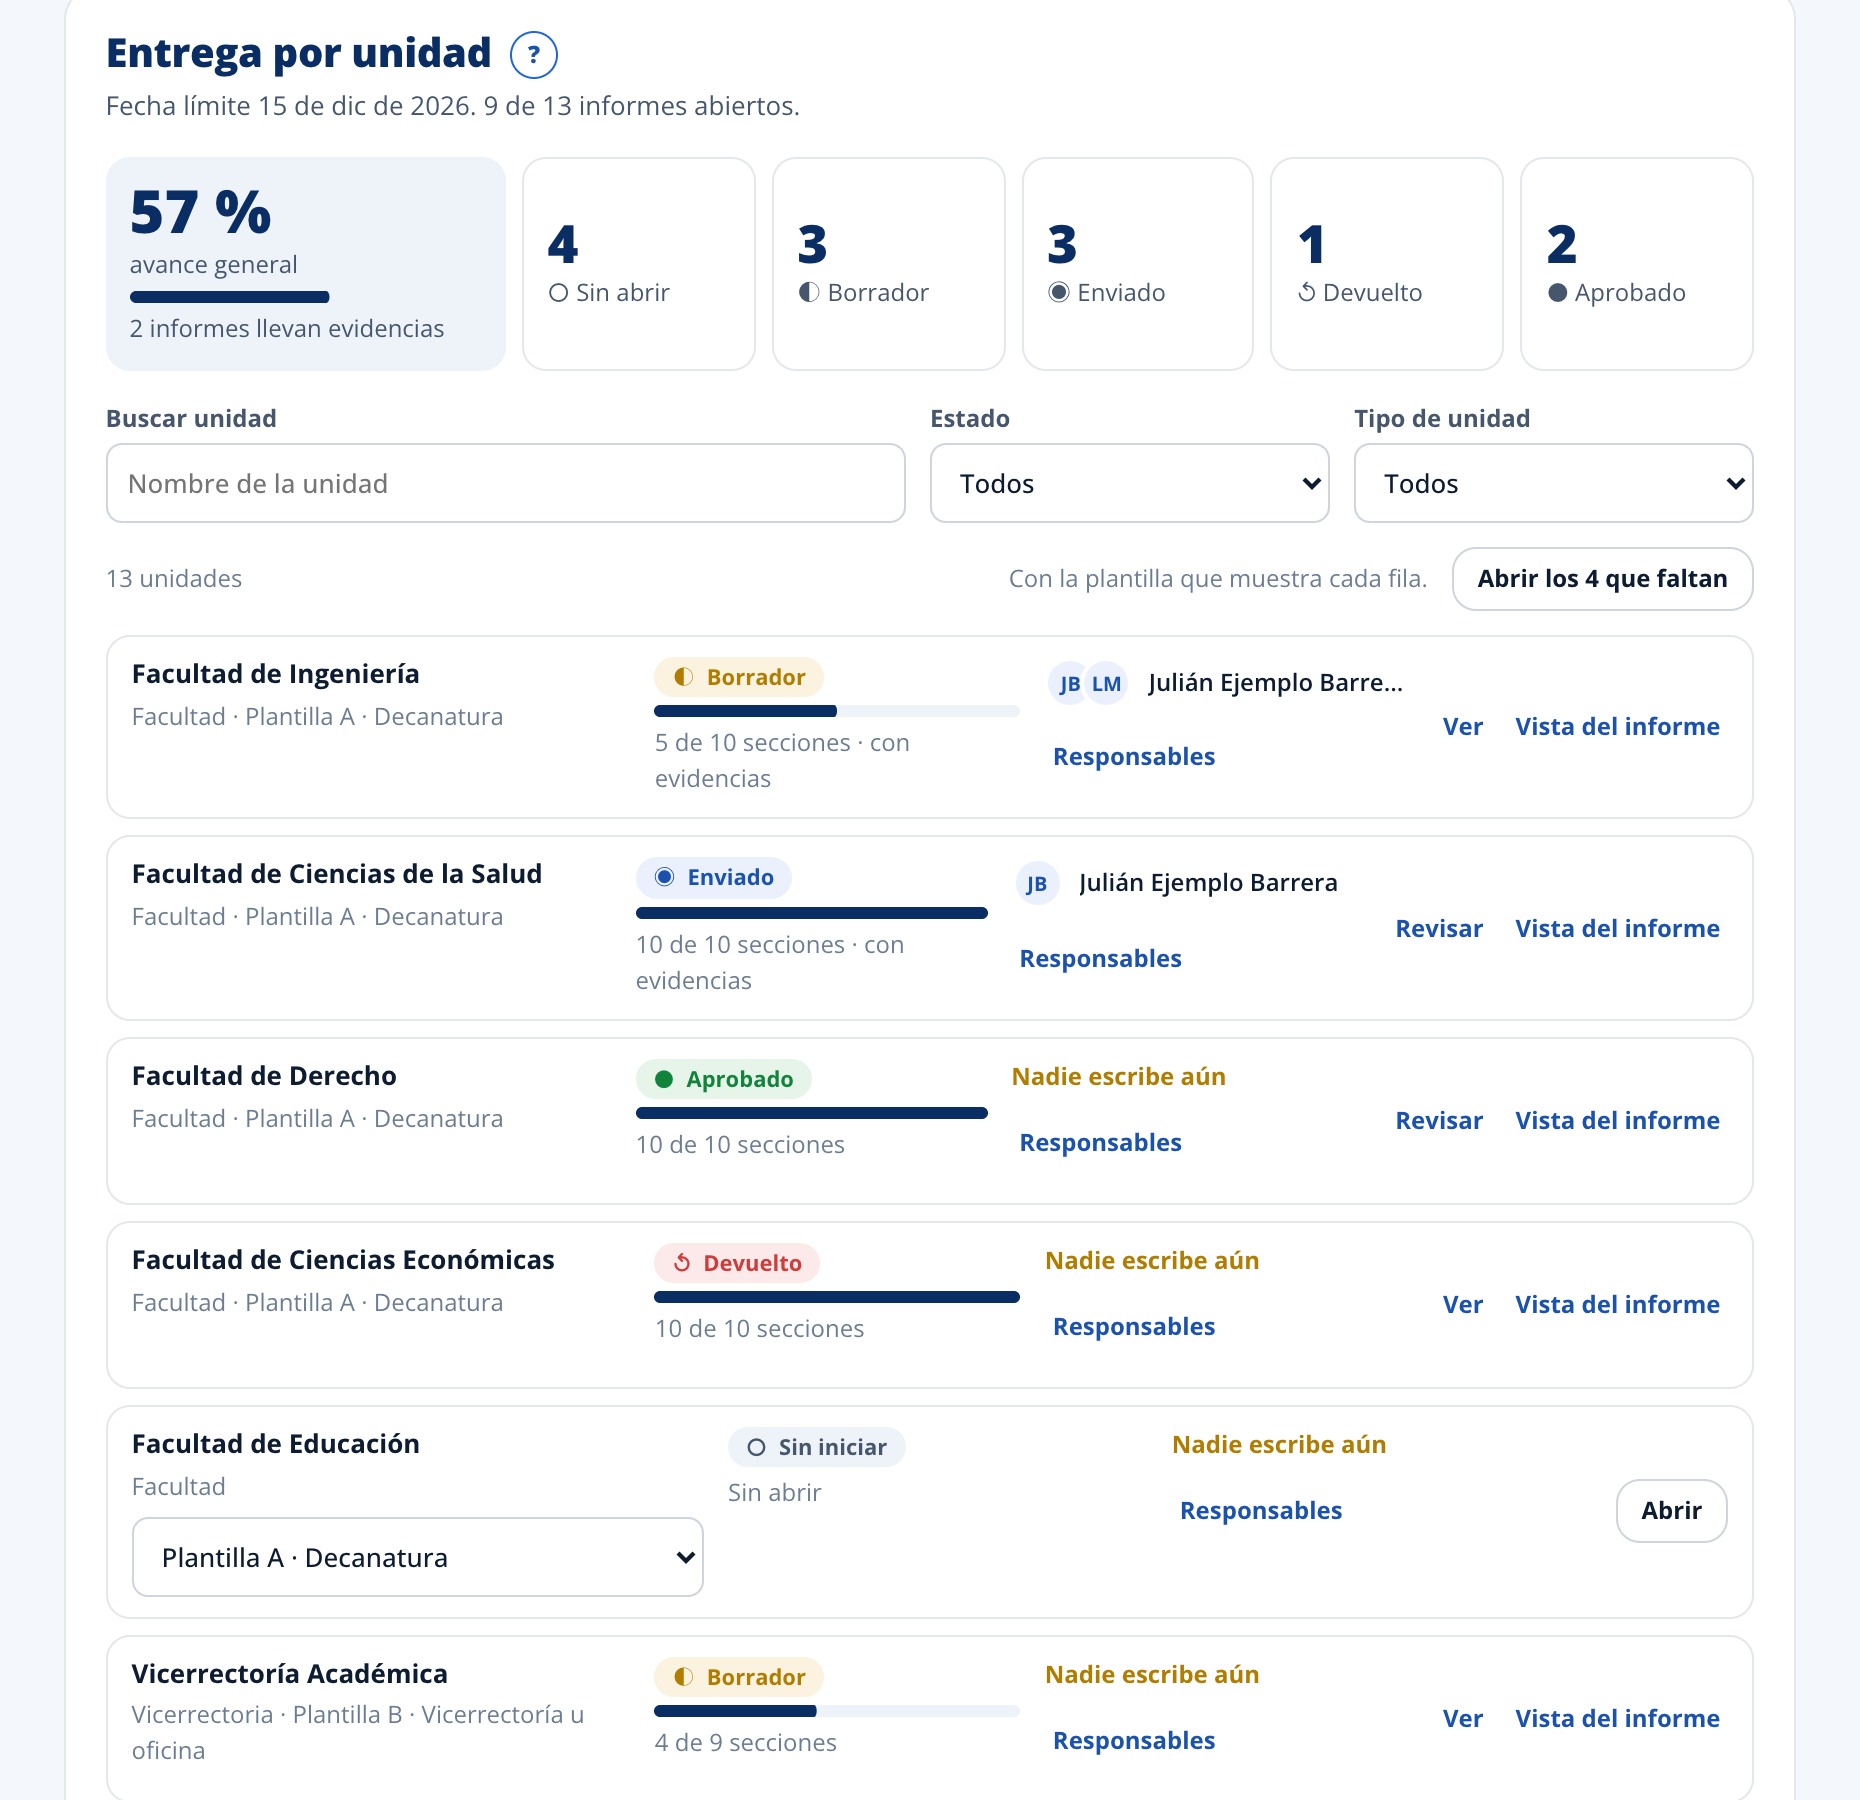 Entrega por unidad ?
Fecha límite 15 de dic de 2026. 9 de 13 informes abiertos.
57 %
avance general
2 informes llevan evidencias
4
Sin abrir
3
Borrador
3
Enviado
1
Devuelto
2
Aprobado
Buscar unidad
Nombre de la unidad
Estado
Todos
Tipo de unidad
Todos
13 unidades
Con la plantilla que muestra cada fila.
Abrir los 4 que faltan
Facultad de Ingeniería
Facultad · Plantilla A · Decanatura
Borrador
5 de 10 secciones · con
evidencias
JB LM Julián Ejemplo Barre...
Responsables
Ver Vista del informe
Facultad de Ciencias de la Salud
Facultad · Plantilla A · Decanatura
Enviado
10 de 10 secciones · con
evidencias
JB Julián Ejemplo Barrera
Responsables
Revisar Vista del informe
Facultad de Derecho
Facultad · Plantilla A · Decanatura
Aprobado
10 de 10 secciones
Nadie escribe aún
Responsables
Revisar Vista del informe
Facultad de Ciencias Económicas
Facultad · Plantilla A · Decanatura
Devuelto
10 de 10 secciones
Nadie escribe aún
Responsables
Ver Vista del informe
Facultad de Educación
Facultad
Plantilla A · Decanatura
Sin iniciar
Sin abrir
Nadie escribe aún
Responsables
Abrir
Vicerrectoría Académica
Vicerrectoria · Plantilla B · Vicerrectoría u
oficina
Borrador
4 de 9 secciones
Nadie escribe aún
Responsables
Ver Vista del informe